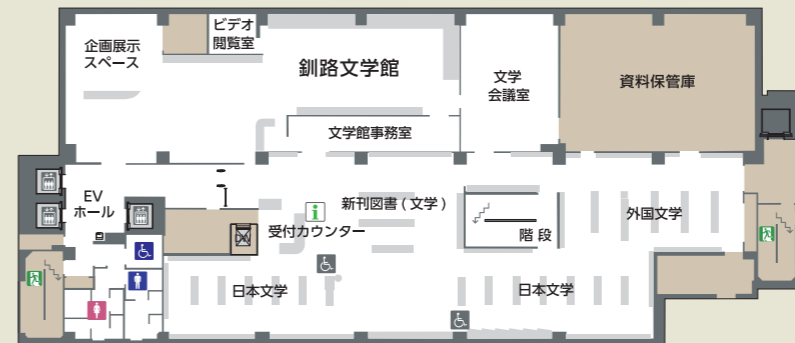 企画展示
スペース
ビデオ
閲覧室
釧路文学館
文学
会議室
資料保管庫
文学館事務室
EV
ホール
新刊図書(文学)
受付カウンター
階 段
外国文学
日本文学
日本文学